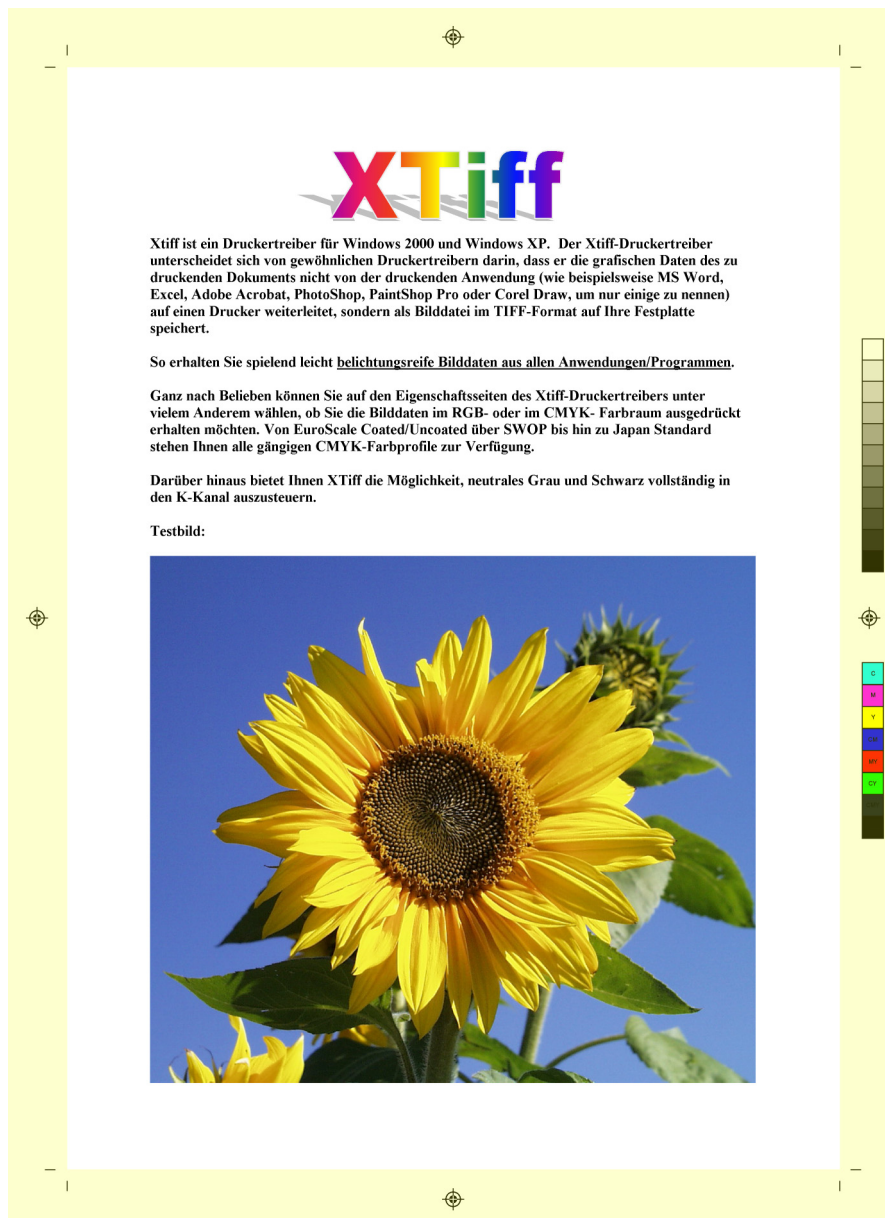 XTiff
Xtiff ist ein Druckertreiber für Windows 2000 und Windows XP.  Der Xtiff-Druckertreiber
unterscheidet sich von gewöhnlichen Druckertreibern darin, dass er die grafischen Daten des zu
druckenden Dokuments nicht von der druckenden Anwendung (wie beispielsweise MS Word,
Excel, Adobe Acrobat, PhotoShop, PaintShop Pro oder Corel Draw, um nur einige zu nennen)
auf einen Drucker weiterleitet, sondern als Bilddatei im TIFF-Format auf Ihre Festplatte
speichert.
So erhalten Sie spielend leicht belichtungsreife Bilddaten aus allen Anwendungen/Programmen.
Ganz nach Belieben können Sie auf den Eigenschaftsseiten des Xtiff-Druckertreibers unter
vielem Anderem wählen, ob Sie die Bilddaten im RGB- oder im CMYK- Farbraum ausgedrückt
erhalten möchten. Von EuroScale Coated/Uncoated über SWOP bis hin zu Japan Standard
stehen Ihnen alle gängigen CMYK-Farbprofile zur Verfügung.
Darüber hinaus bietet Ihnen XTiff die Möglichkeit, neutrales Grau und Schwarz vollständig in
den K-Kanal auszusteuern.
Testbild:
C
M
Y
CM
MY
CY